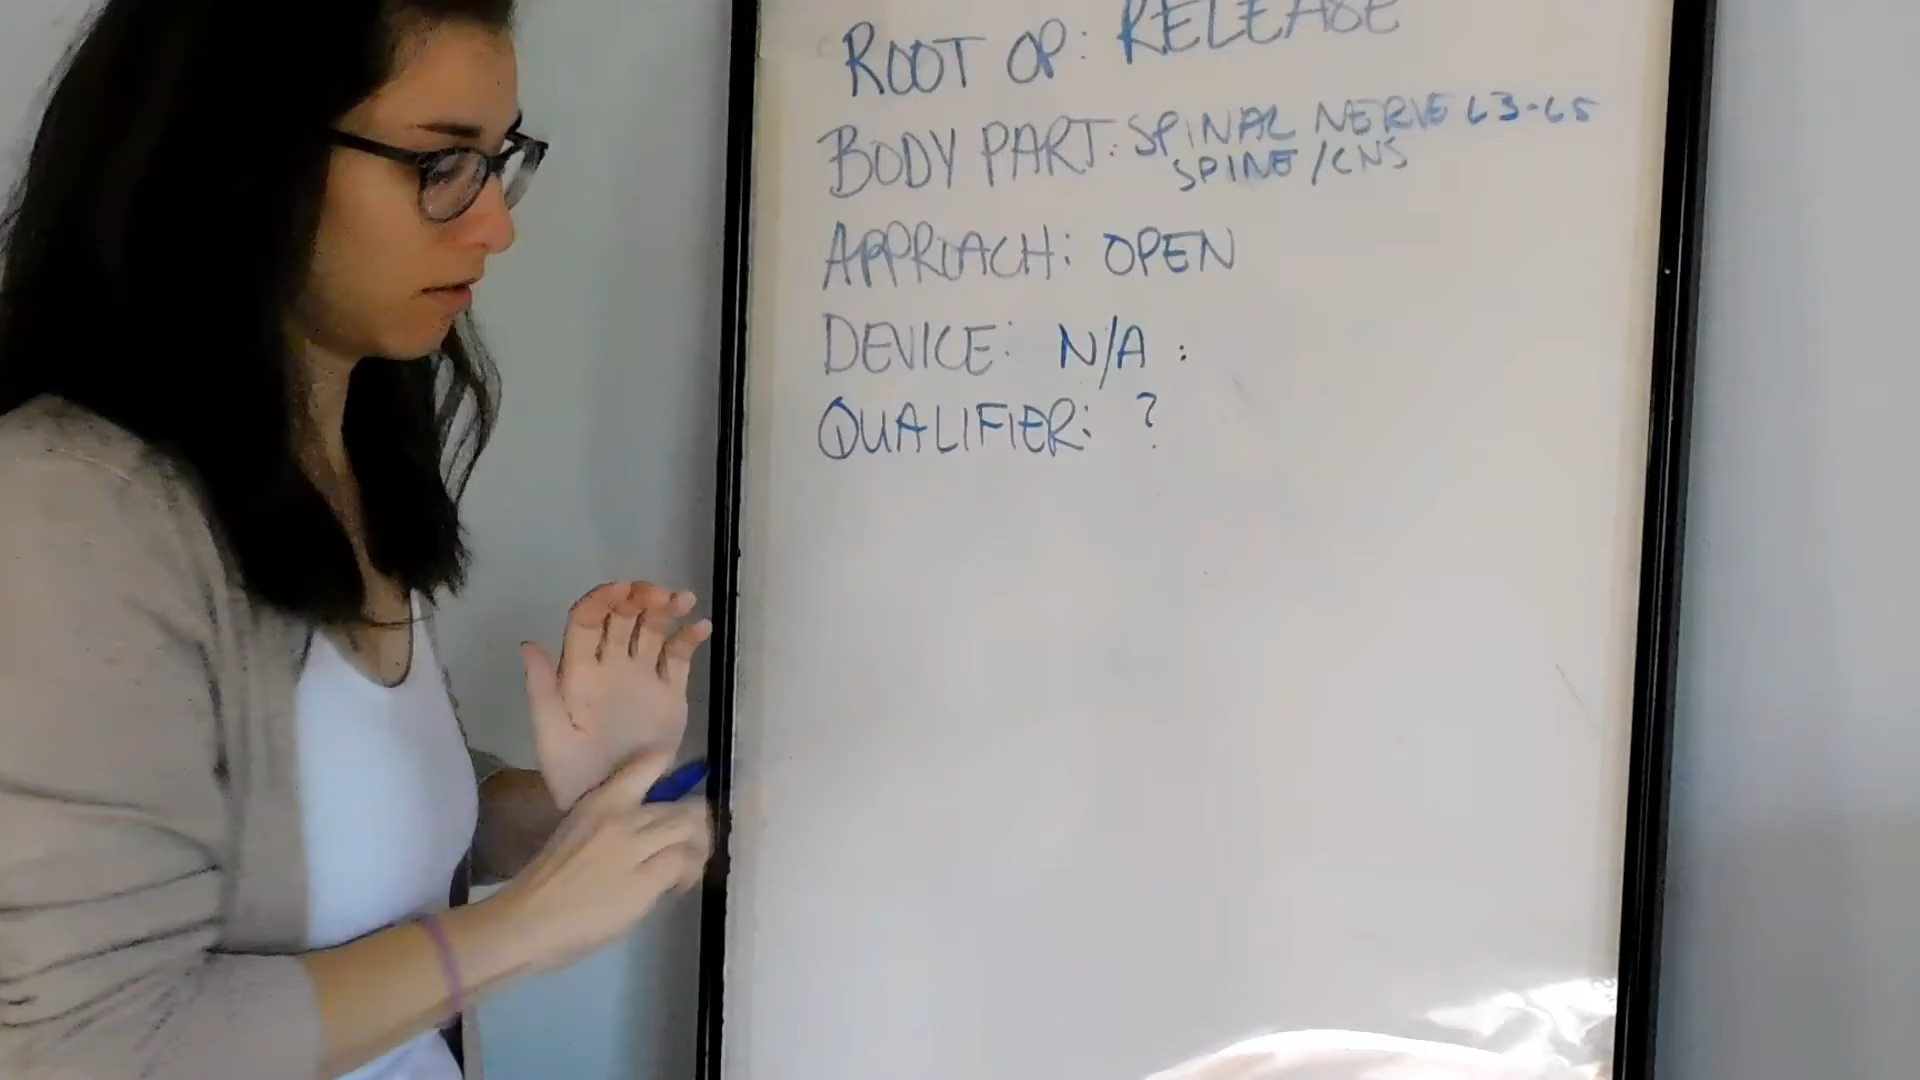 ROOT OP: RELEASE
BODY PART: SPINAL NERVE L3-L5
SPINE/CNS
APPROACH: OPEN
DEVICE: N/A :
QUALIFIER: ?